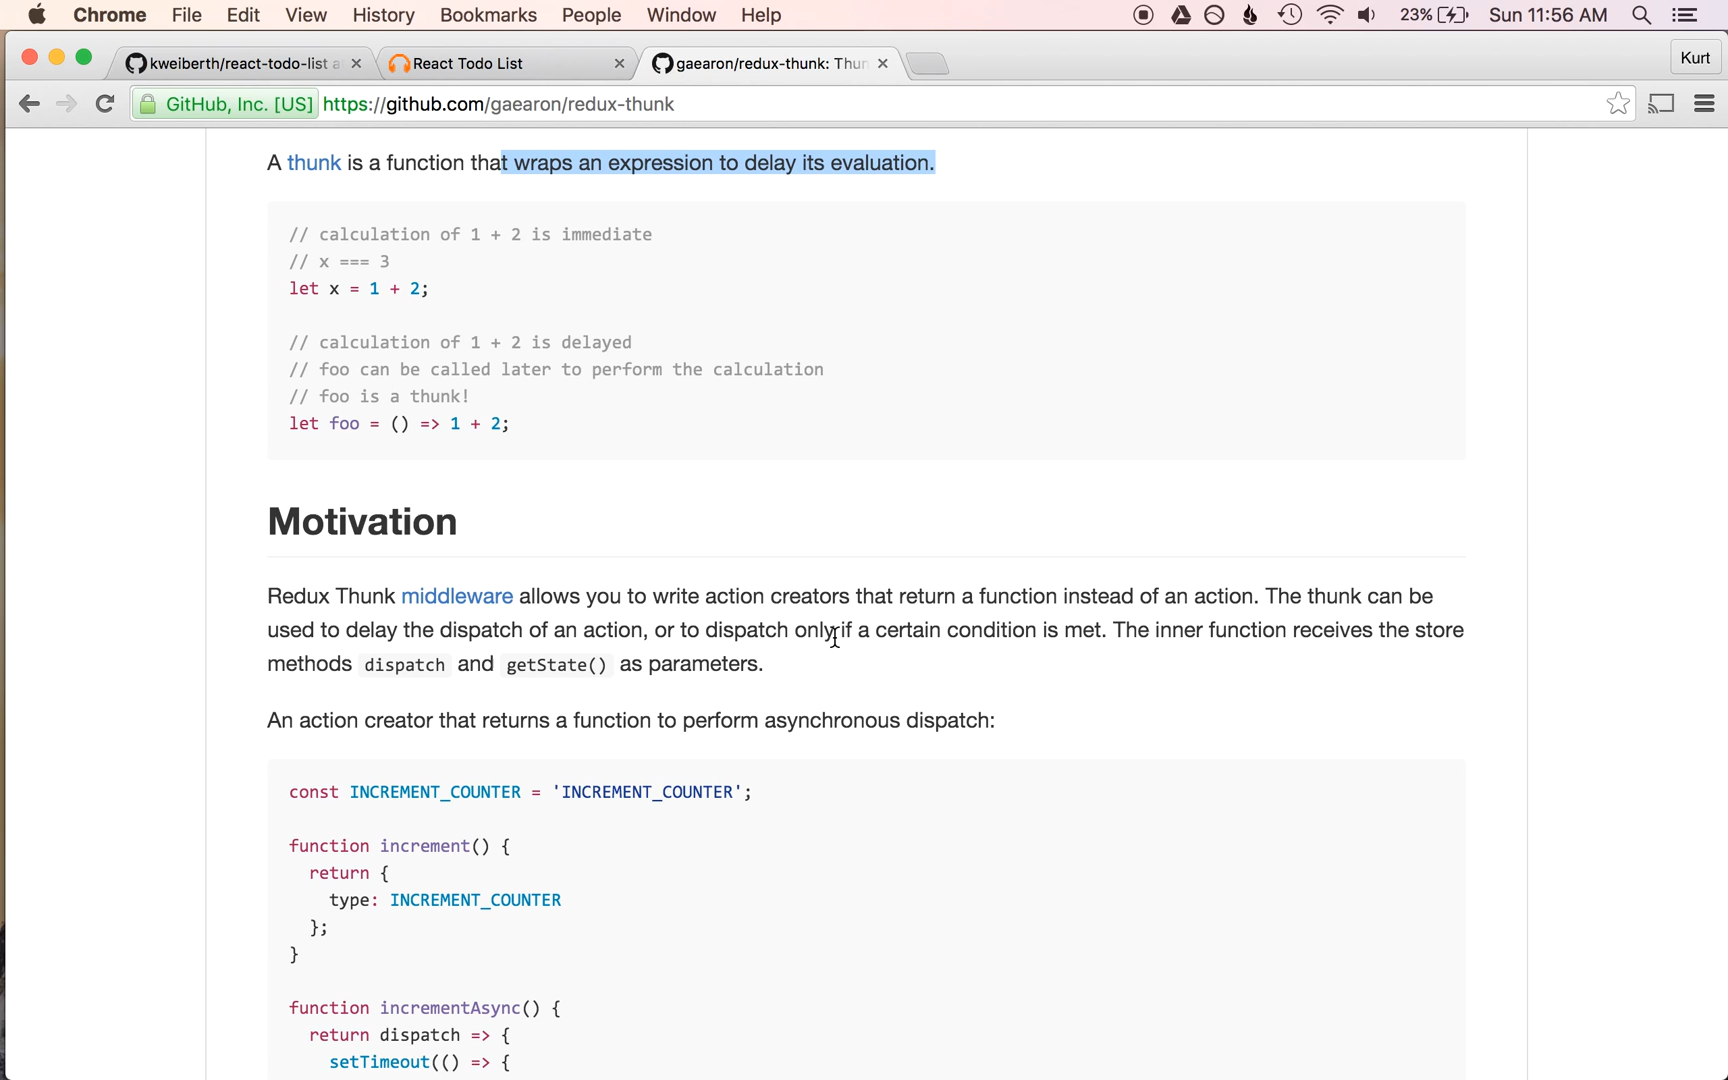 Chrome File Edit View History Bookmarks People Window Help 23% Sun 11:56 AM
kweiberth/react-todo-list a React Todo List gaearon/redux-thunk: Thun Kurt
GitHub, Inc. [US] https://github.com/gaearon/redux-thunk
A thunk is a function that wraps an expression to delay its evaluation.
// calculation of 1 + 2 is immediate
// x === 3
let x = 1 + 2;
// calculation of 1 + 2 is delayed
// foo can be called later to perform the calculation
// foo is a thunk!
let foo = () => 1 + 2;
Motivation
Redux Thunk middleware allows you to write action creators that return a function instead of an action. The thunk can be
used to delay the dispatch of an action, or to dispatch only if a certain condition is met. The inner function receives the store
methods dispatch and getState() as parameters.
An action creator that returns a function to perform asynchronous dispatch:
const INCREMENT_COUNTER = 'INCREMENT_COUNTER';
function increment() {
return {
type: INCREMENT_COUNTER
};
}
function incrementAsync() {
return dispatch => {
setTimeout(() => {